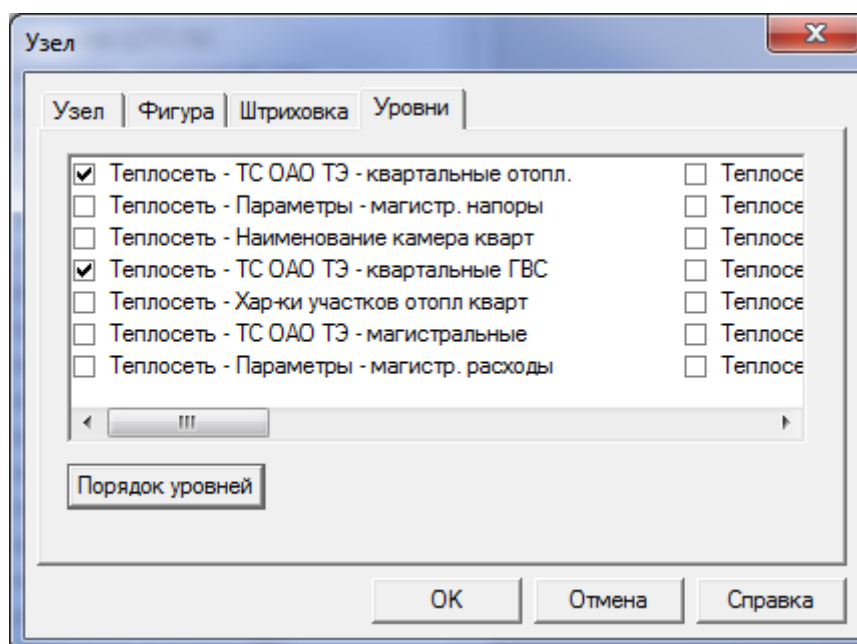 Узел
Узел Фигура Штриховка Уровни
Теплосеть - ТС ОАО ТЭ - квартальные отопл. Теплосе
Теплосеть - Параметры - магистр. напоры Теплосе
Теплосеть - Наименование камера кварт Теплосе
Теплосеть - ТС ОАО ТЭ - квартальные ГВС Теплосе
Теплосеть - Хар-ки участков отопл кварт Теплосе
Теплосеть - ТС ОАО ТЭ - магистральные Теплосе
Теплосеть - Параметры - магистр. расходы Теплосе
Порядок уровней
OK Отмена Справка